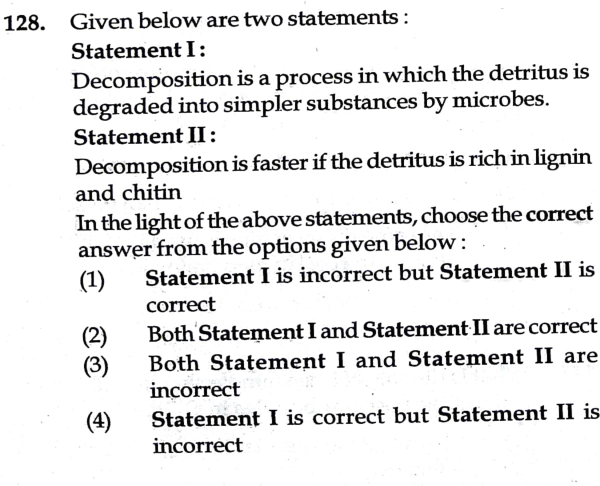 128. Given below are two statements :
Statement I :
Decomposition is a process in which the detritus is
degraded into simpler substances by microbes.
Statement II :
Decomposition is faster if the detritus is rich in lignin
and chitin
In the light of the above statements, choose the correct
answer from the options given below :
(1) Statement I is incorrect but Statement II is
correct
(2) Both Statement I and Statement II are correct
(3) Both Statement I and Statement II are
incorrect
(4) Statement I is correct but Statement II is
incorrect